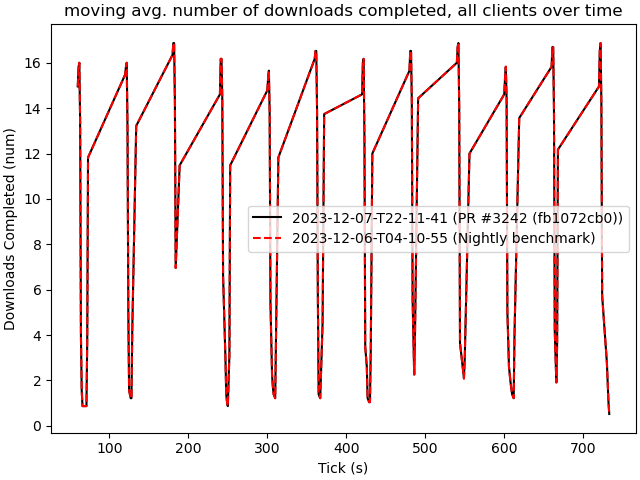 moving avg. number of downloads completed, all clients over time
Downloads Completed (num)
16
14
12
10
8
6
4
2
0
2023-12-07-T22-11-41 (PR #3242 (fb1072cb0))
2023-12-06-T04-10-55 (Nightly benchmark)
100 200 300 400 500 600 700
Tick (s)